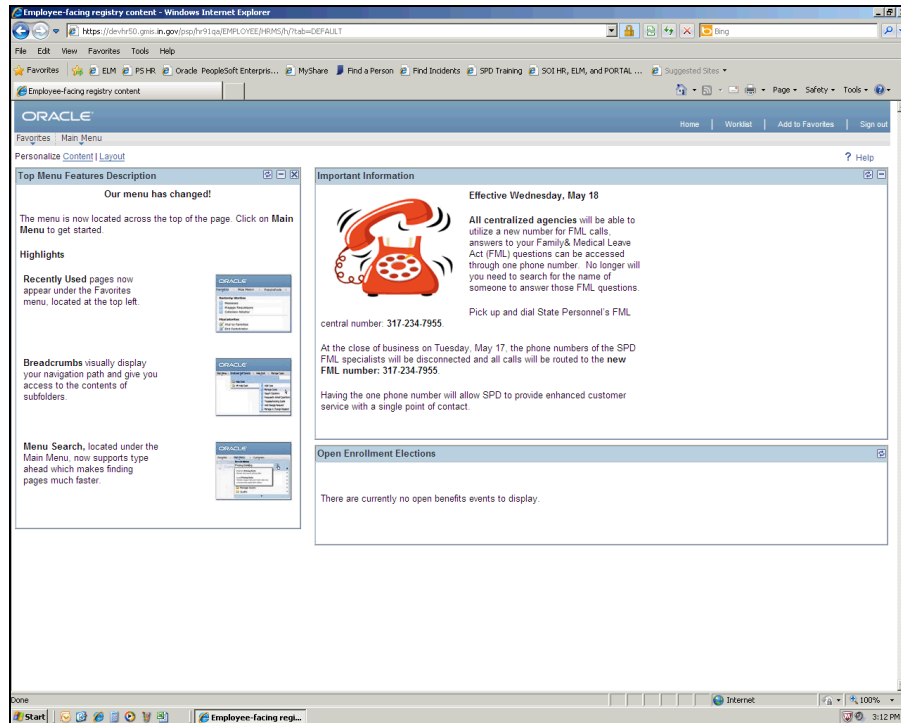 Employee-facing registry content - Windows Internet Explorer
https://devhr50.gmis.in.gov/psp/hr91qa/EMPLOYEE/HRMS/h/?tab=DEFAULT
Bing
File Edit View Favorites Tools Help
Favorites ELM PS HR Oracle PeopleSoft Enterpris... MyShare Find a Person Find Incidents SPD Training SOI HR, ELM, and PORTAL ... Suggested Sites
Employee-facing registry content
Page Safety Tools
ORACLE
Home | Worklist | Add to Favorites | Sign out
Favorites Main Menu
Personalize Content | Layout
? Help
Top Menu Features Description
Our menu has changed!
The menu is now located across the top of the page. Click on Main
Menu to get started.
Highlights
Recently Used pages now
appear under the Favorites
menu, located at the top left.
ORACLE
Breadcrumbs visually display
your navigation path and give you
access to the contents of
subfolders.
ORACLE
Menu Search, located under the
Main Menu, now supports type
ahead which makes finding
pages much faster.
ORACLE
Important Information
Effective Wednesday, May 18
All centralized agencies will be able to
utilize a new number for FML calls,
answers to your Family& Medical Leave
Act (FML) questions can be accessed
through one phone number. No longer will
you need to search for the name of
someone to answer those FML questions.
Pick up and dial State Personnel's FML
central number: 317-234-7955.
At the close of business on Tuesday, May 17, the phone numbers of the SPD
FML specialists will be disconnected and all calls will be routed to the new
FML number: 317-234-7955.
Having the one phone number will allow SPD to provide enhanced customer
service with a single point of contact.
Open Enrollment Elections
There are currently no open benefits events to display.
Done
Internet
100%
Start
Employee-facing regi...
3:12 PM